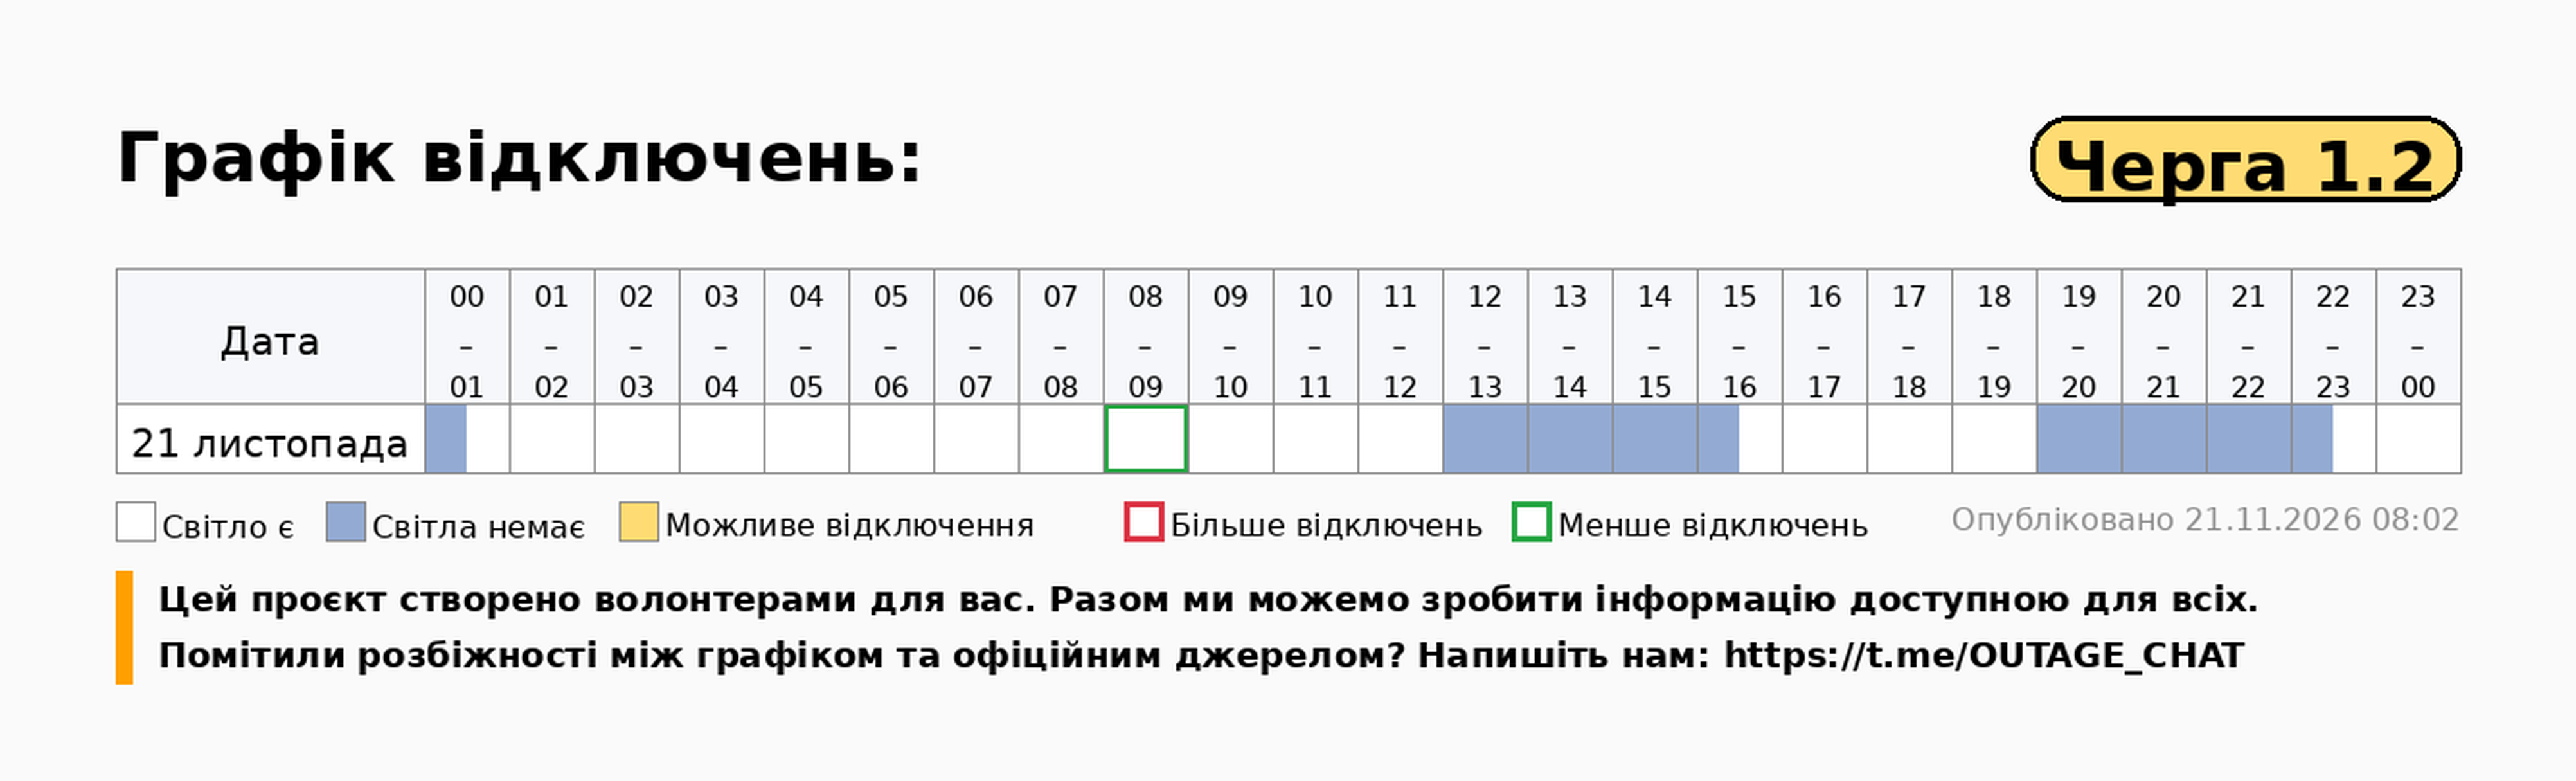 Графік відключень:
Черга 1.2
Дата
00 – 01
01 – 02
02 – 03
03 – 04
04 – 05
05 – 06
06 – 07
07 – 08
08 – 09
09 – 10
10 – 11
11 – 12
12 – 13
13 – 14
14 – 15
15 – 16
16 – 17
17 – 18
18 – 19
19 – 20
20 – 21
21 – 22
22 – 23
23 – 00
21 листопада
Світло є
Світла немає
Можливе відключення
Більше відключень
Менше відключень
Опубліковано 21.11.2026 08:02
Цей проєкт створено волонтерами для вас. Разом ми можемо зробити інформацію доступною для всіх.
Помітили розбіжності між графіком та офіційним джерелом? Напишіть нам: https://t.me/OUTAGE_CHAT